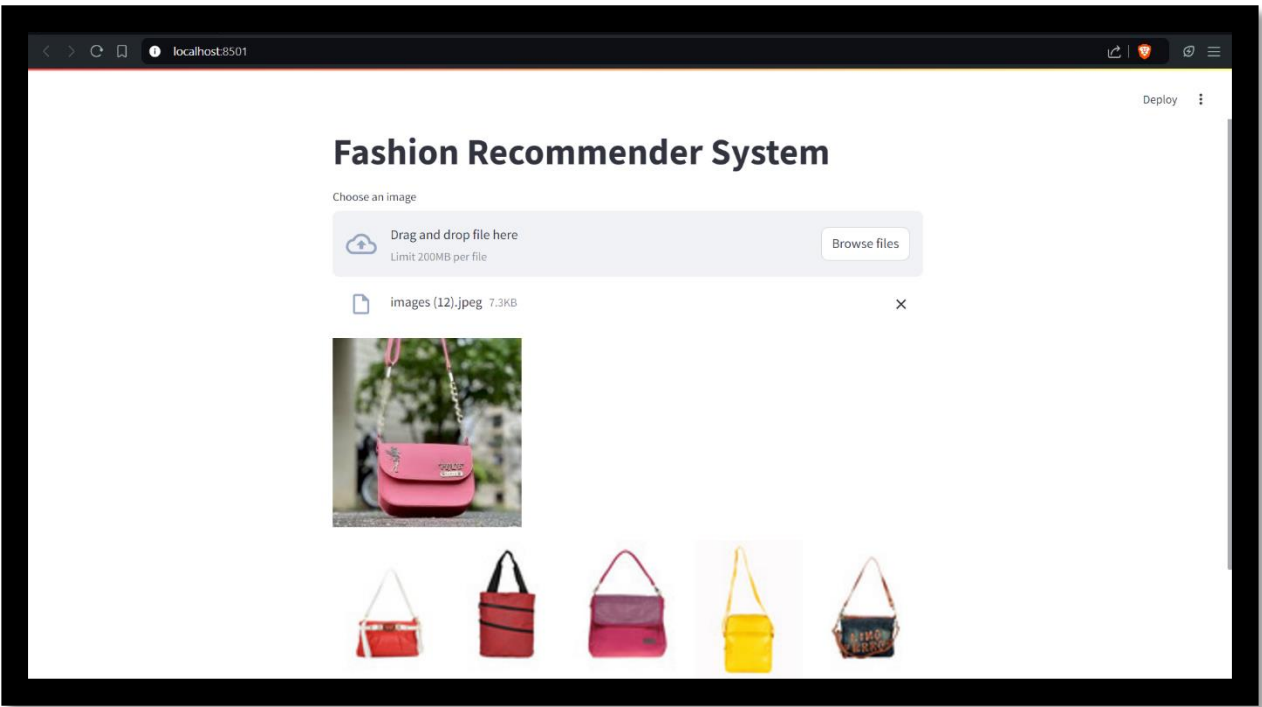 localhost:8501
Deploy
Fashion Recommender System
Choose an image
Drag and drop file here
Limit 200MB per file
Browse files
images (12).jpeg 7.3KB